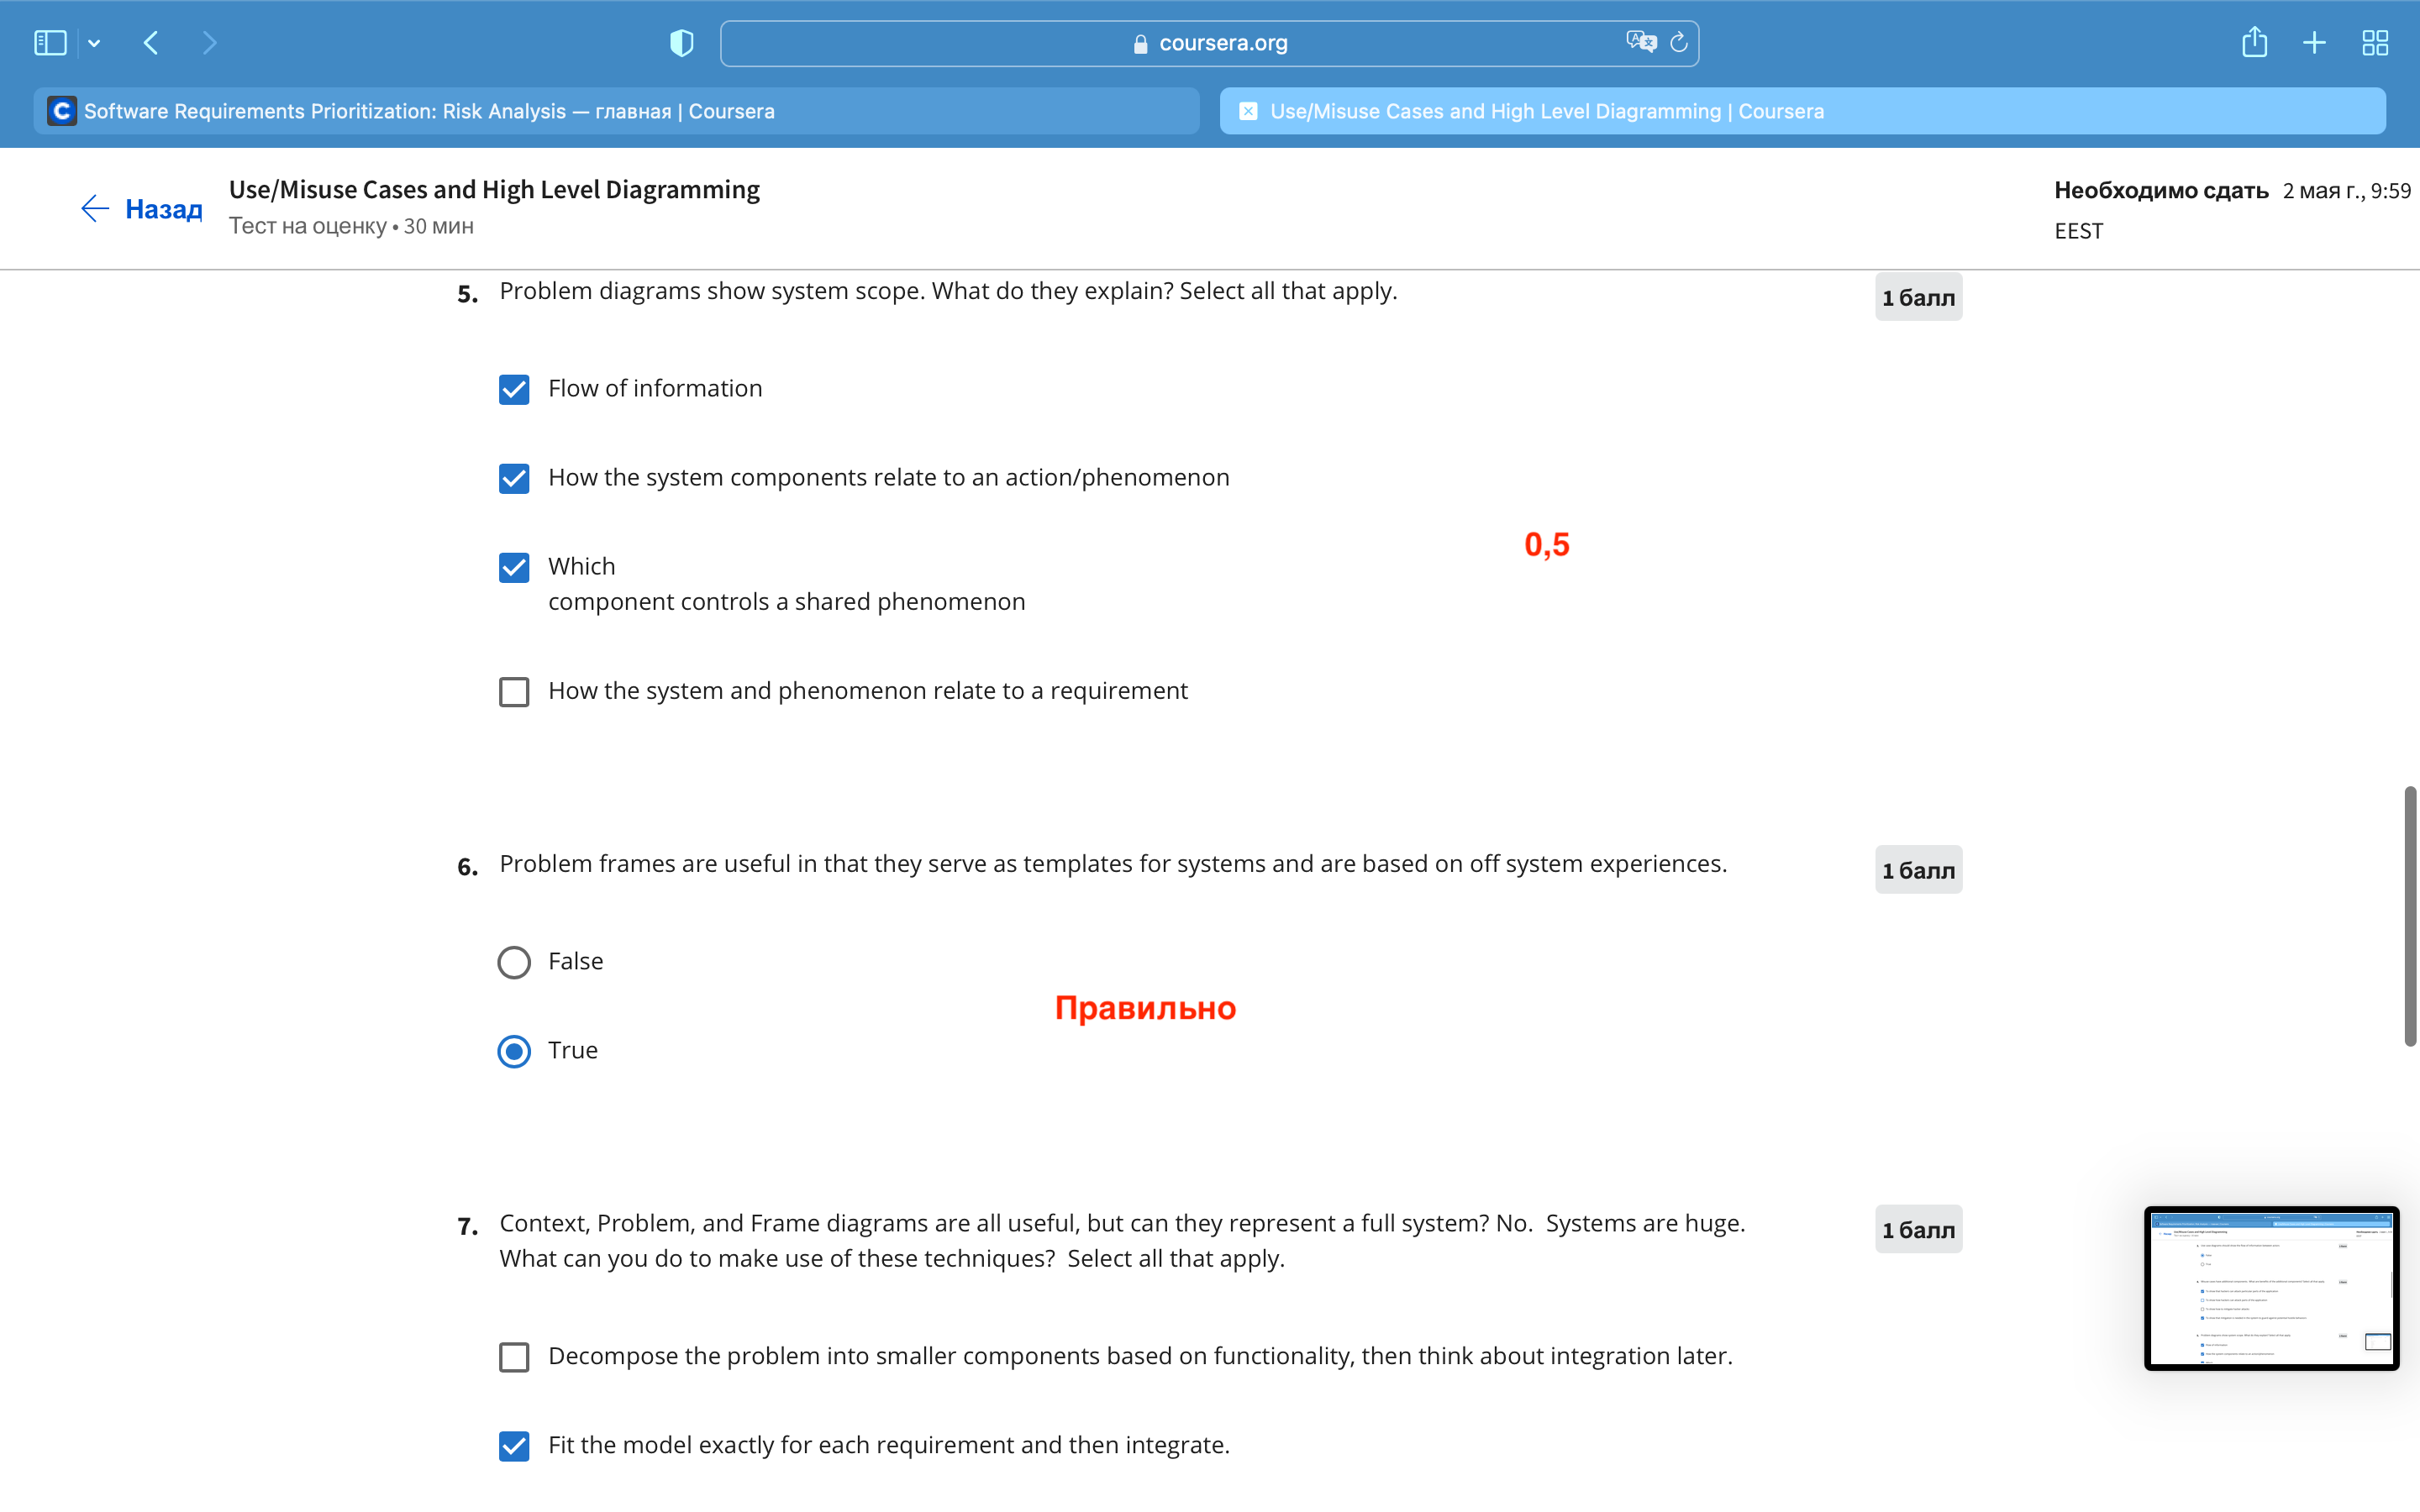 coursera.org
Software Requirements Prioritization: Risk Analysis — главная | Coursera
Use/Misuse Cases and High Level Diagramming | Coursera
Назад
Use/Misuse Cases and High Level Diagramming
Тест на оценку • 30 мин
Необходимо сдать 2 мая г., 9:59
EEST
5. Problem diagrams show system scope. What do they explain? Select all that apply.
1 балл
Flow of information
How the system components relate to an action/phenomenon
0,5
Which
component controls a shared phenomenon
How the system and phenomenon relate to a requirement
6. Problem frames are useful in that they serve as templates for systems and are based on off system experiences.
1 балл
False
Правильно
True
7. Context, Problem, and Frame diagrams are all useful, but can they represent a full system? No.  Systems are huge.
1 балл
What can you do to make use of these techniques?  Select all that apply.
Decompose the problem into smaller components based on functionality, then think about integration later.
Fit the model exactly for each requirement and then integrate.